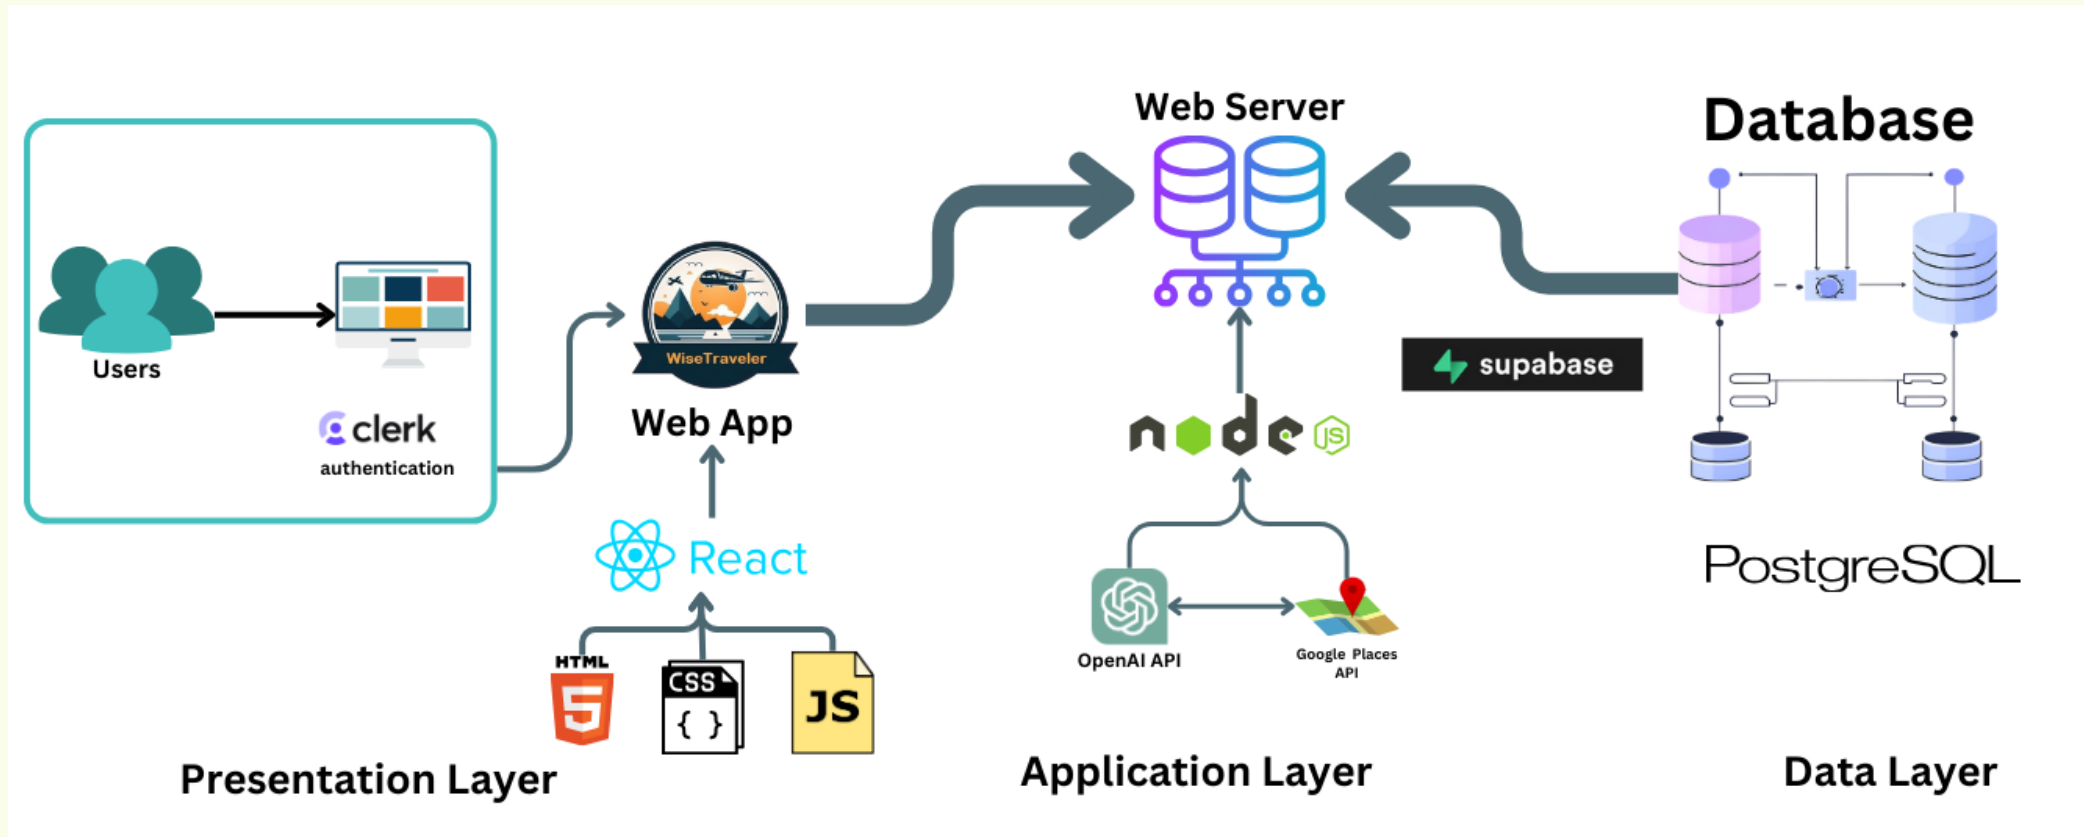 Users
clerk
authentication
WiseTraveler
Web App
React
HTML
5
CSS
{ }
JS
Presentation Layer
Web Server
node
JS
OpenAI API
Google Places
API
Application Layer
Database
supabase
PostgreSQL
Data Layer